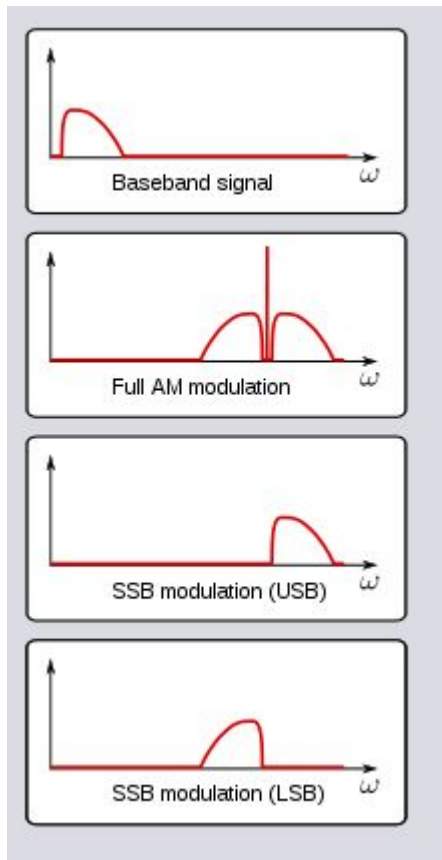 ω
Baseband signal
ω
Full AM modulation
ω
SSB modulation (USB)
ω
SSB modulation (LSB)